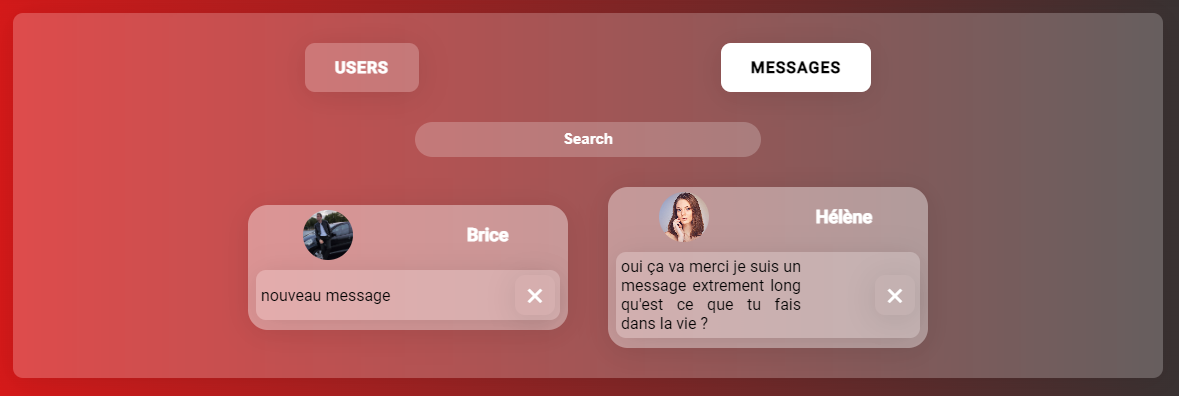 USERS
MESSAGES
Search
Brice
nouveau message
Hélène
oui ça va merci je suis un
message extrement long
qu'est ce que tu fais
dans la vie ?